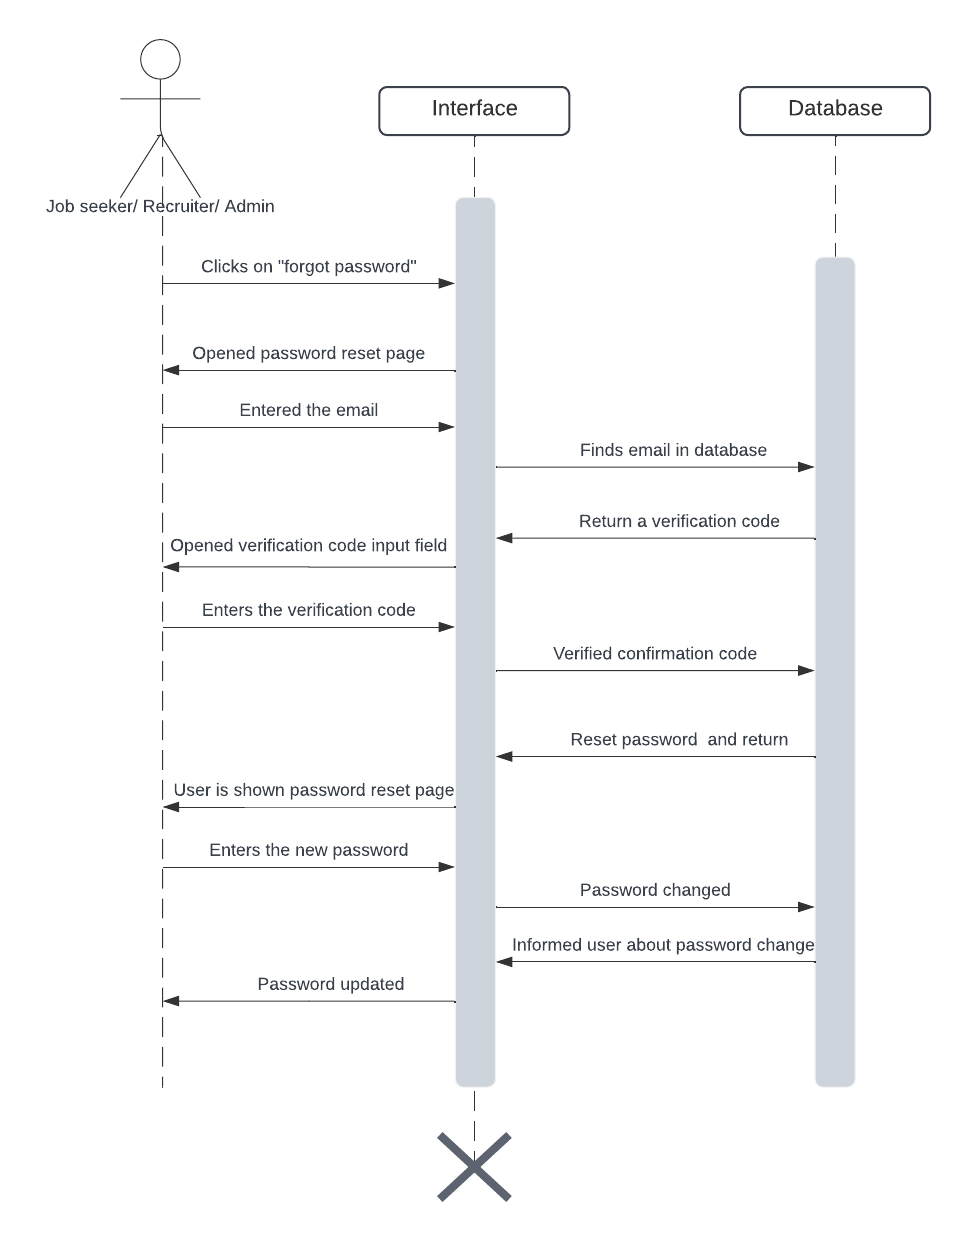 Interface
Database
Job seeker/ Recruiter/ Admin
Clicks on "forgot password"
Opened password reset page
Entered the email
Finds email in database
Return a verification code
Opened verification code input field
Enters the verification code
Verified confirmation code
Reset password  and return
User is shown password reset page
Enters the new password
Password changed
Informed user about password change
Password updated